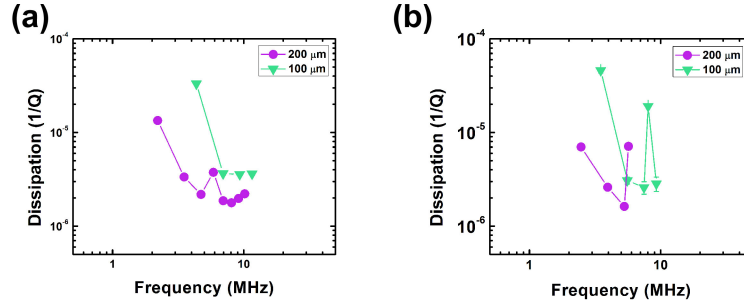 (a)
10⁻⁴
10⁻⁵
10⁻⁶
Dissipation (1/Q)
200 μm
100 μm
1
10
Frequency (MHz)
(b)
10⁻⁴
10⁻⁵
10⁻⁶
Dissipation (1/Q)
200 μm
100 μm
1
10
Frequency (MHz)